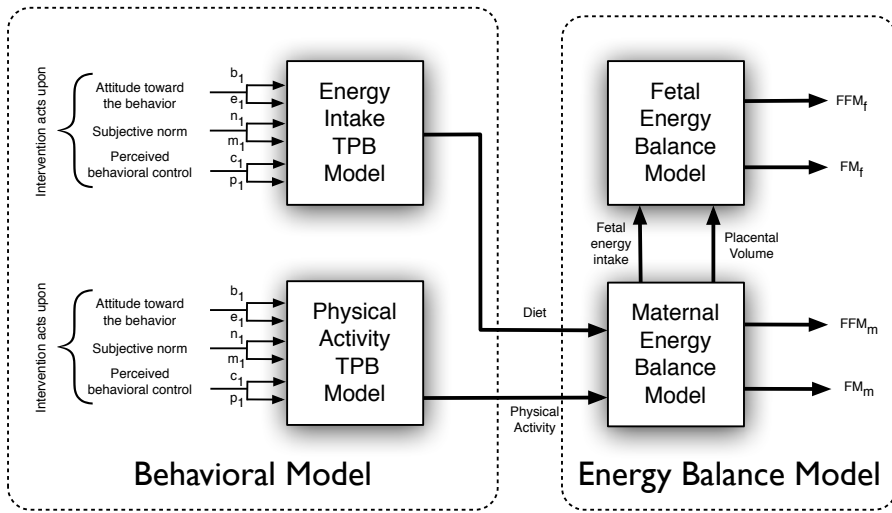 Intervention acts upon
Attitude toward
the behavior
Subjective norm
Perceived
behavioral control
b1
e1
n1
m1
c1
p1
Energy
Intake
TPB
Model
Intervention acts upon
Attitude toward
the behavior
Subjective norm
Perceived
behavioral control
b1
e1
n1
m1
c1
p1
Physical
Activity
TPB
Model
Behavioral Model
Diet
Physical
Activity
Fetal
Energy
Balance
Model
FFMf
FMf
Fetal
energy
intake
Placental
Volume
Maternal
Energy
Balance
Model
FFMm
FMm
Energy Balance Model